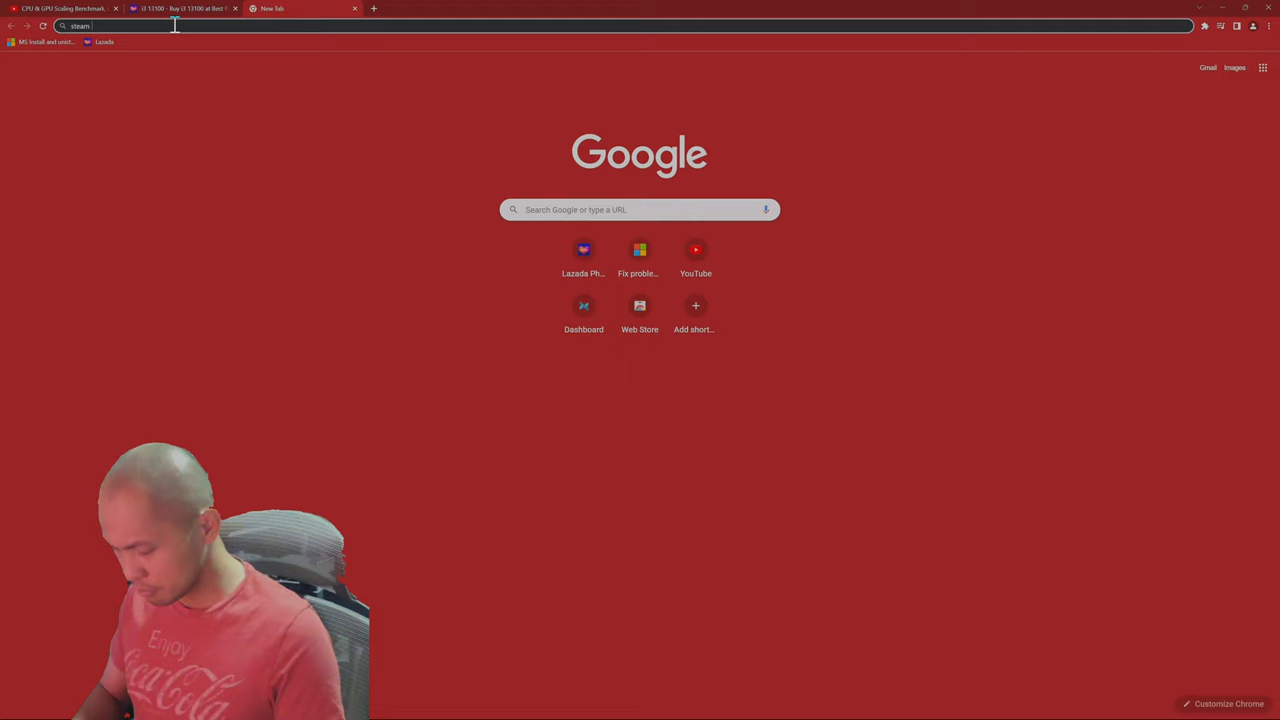 CPU & GPU Scaling Benchmark,
i3 13100 - Buy i3 13100 at Best
New Tab
steam
MS Install and unist...
Lazada
Gmail
Images
Google
Search Google or type a URL
Lazada Ph...
Fix proble...
YouTube
Dashboard
Web Store
Add short...
Enjoy
Coca-Cola
Customize Chrome